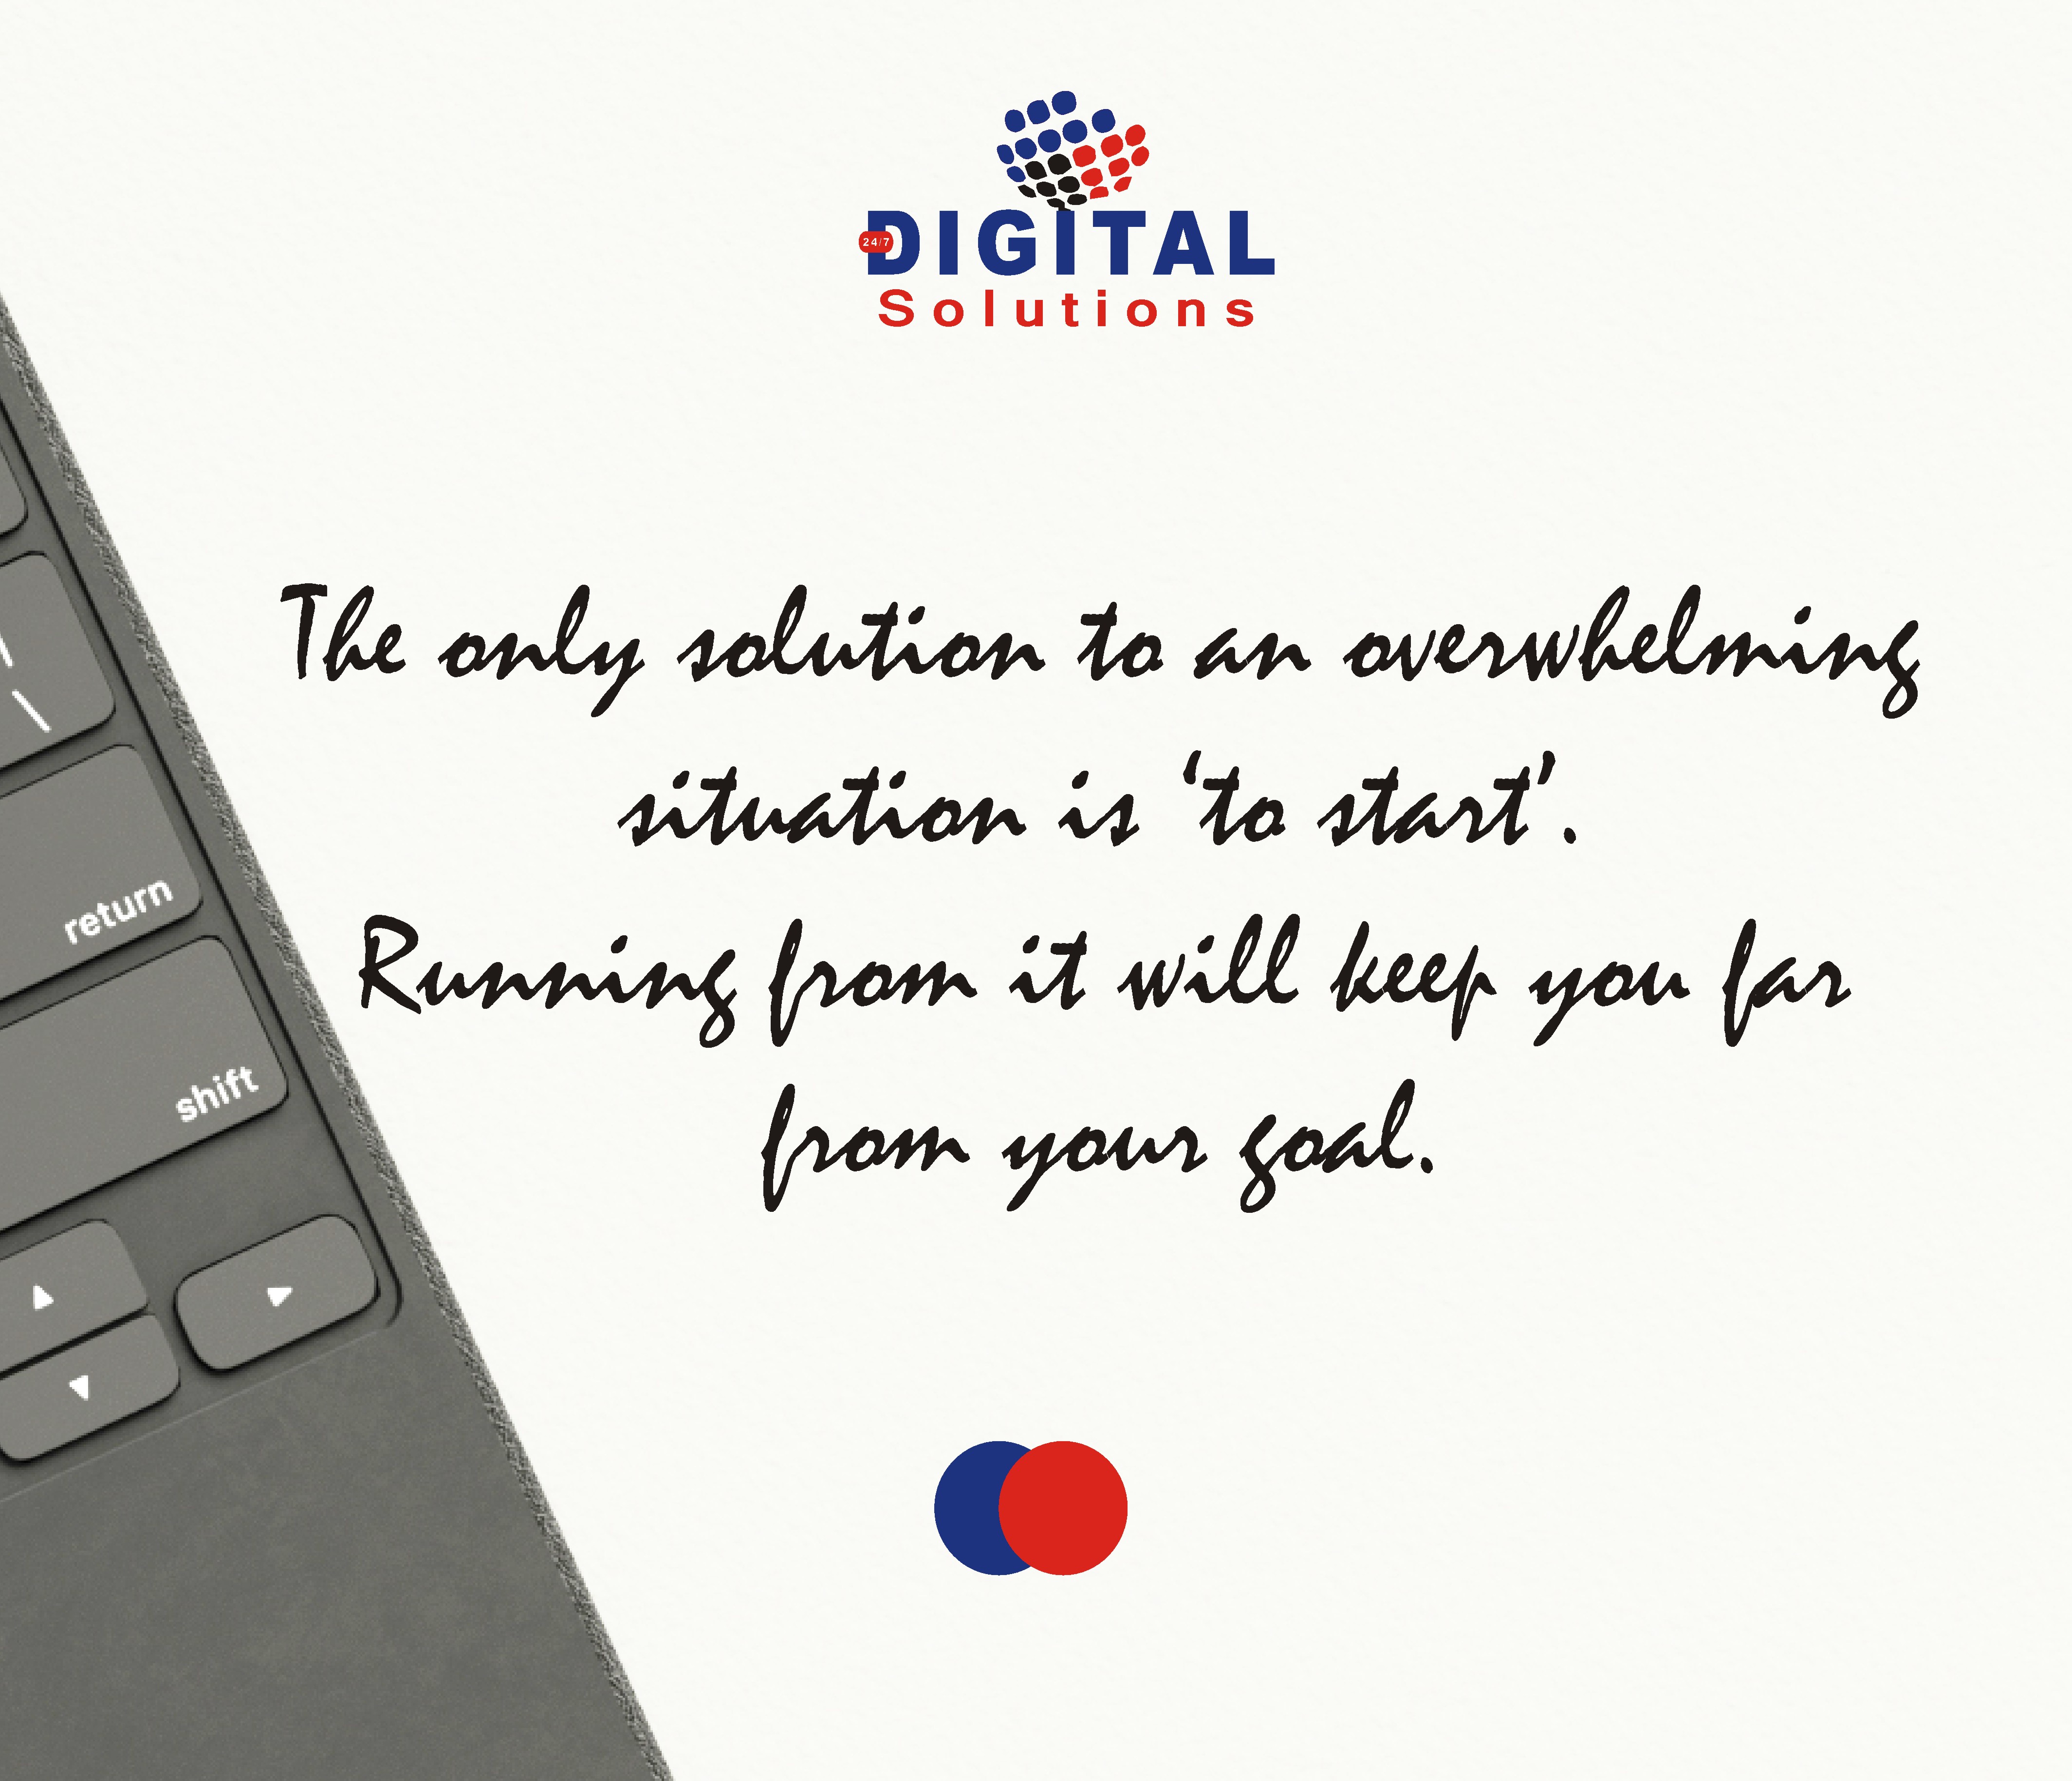 24/7
DIGITAL
Solutions
The only solution to an overwhelming
situation is ‘to start’.
Running from it will keep you far
from your goal.
\
return
shift